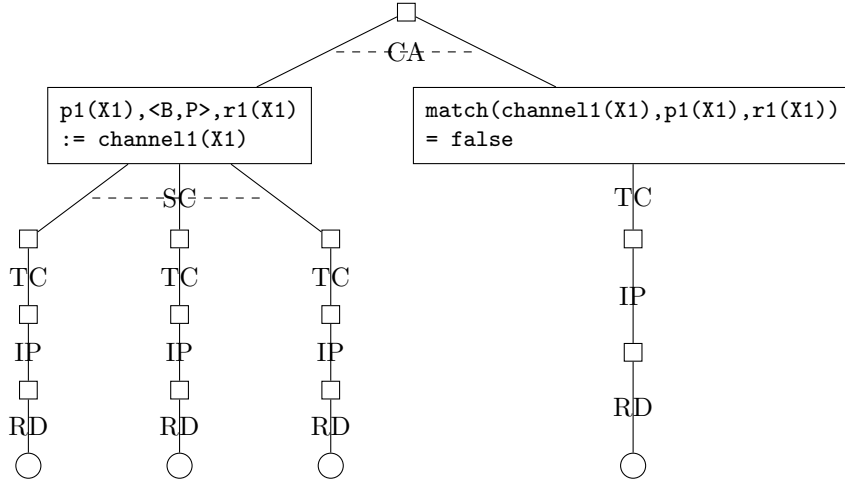 CA
p1(X1),<B,P>,r1(X1)
:= channel1(X1)
match(channel1(X1),p1(X1),r1(X1))
= false
SC
TC
TC TC TC
IP
IP IP IP
RD
RD RD RD